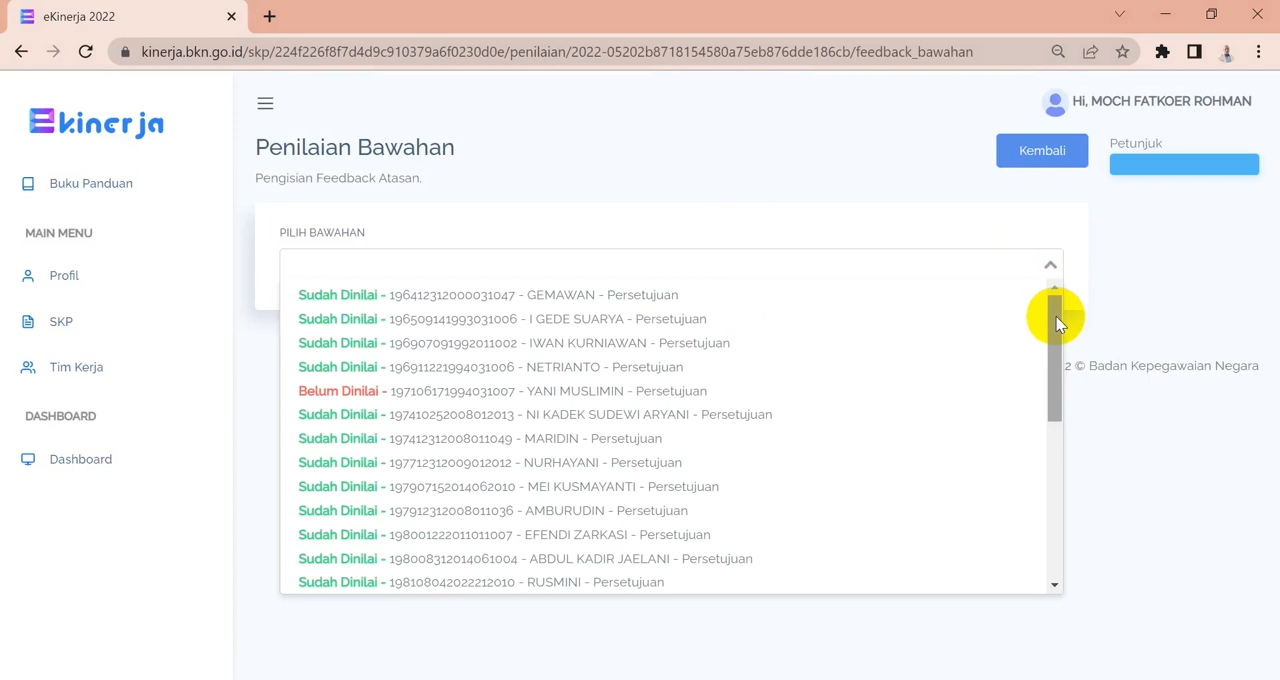 eKinerja 2022
kinerja.bkn.go.id/skp/224f226f8f7d4d9c910379a6f0230d0e/penilaian/2022-05202b8718154580a75eb876dde186cb/feedback_bawahan
Ekinerja
Hi, MOCH FATKOER ROHMAN
Penilaian Bawahan
Kembali
Petunjuk
Pengisian Feedback Atasan.
Buku Panduan
MAIN MENU
Profil
SKP
Tim Kerja
DASHBOARD
Dashboard
PILIH BAWAHAN
Sudah Dinilai - 196412312000031047 - GEMAWAN - Persetujuan
Sudah Dinilai - 196509141993031006 - I GEDE SUARYA - Persetujuan
Sudah Dinilai - 196907091992011002 - IWAN KURNIAWAN - Persetujuan
Sudah Dinilai - 196911221994031006 - NETRIANTO - Persetujuan
Belum Dinilai - 197106171994031007 - YANI MUSLIMIN - Persetujuan
Sudah Dinilai - 197410252008012013 - NI KADEK SUDEWI ARYANI - Persetujuan
Sudah Dinilai - 197412312008011049 - MARIDIN - Persetujuan
Sudah Dinilai - 197712312009012012 - NURHAYANI - Persetujuan
Sudah Dinilai - 197907152014062010 - MEI KUSMAYANTI - Persetujuan
Sudah Dinilai - 197912312008011036 - AMBURUDIN - Persetujuan
Sudah Dinilai - 198001222011011007 - EFENDI ZARKASI - Persetujuan
Sudah Dinilai - 198008312014061004 - ABDUL KADIR JAELANI - Persetujuan
Sudah Dinilai - 198108042022212010 - RUSMINI - Persetujuan
2 © Badan Kepegawaian Negara